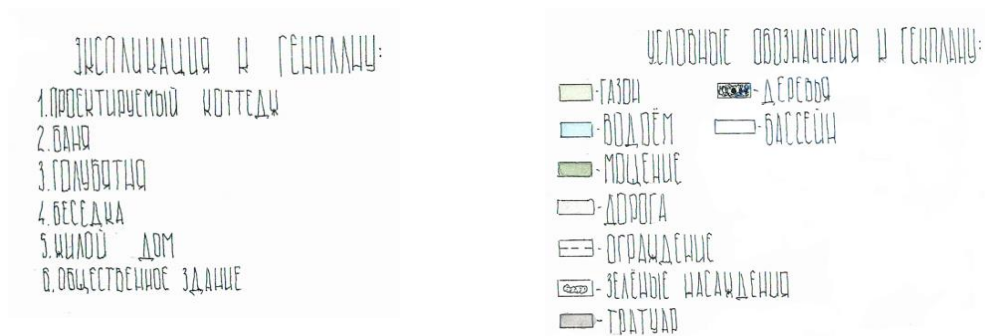 ЭКСПЛИКАЦИЯ К ГЕНПЛАНУ:
1. ПРОЕКТИРУЕМЫЙ КОТТЕДЖ
2. БАНЯ
3. ГОЛУБЯТНЯ
4. БЕСЕДКА
5. ЖИЛОЙ ДОМ
6. ОБЩЕСТВЕННОЕ ЗДАНИЕ
УСЛОВНЫЕ ОБОЗНАЧЕНИЯ К ГЕНПЛАНУ:
- ГАЗОН
- ВОДОЁМ
- МОЩЕНИЕ
- ДОРОГА
- ОГРАЖДЕНИЕ
- ЗЕЛЁНЫЕ НАСАЖДЕНИЯ
- ТРАТУАР
- ДЕРЕВЬЯ
- БАССЕЙН